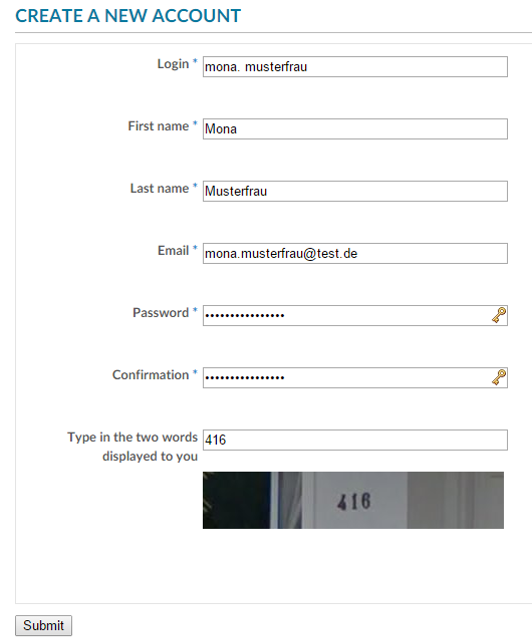 CREATE A NEW ACCOUNT
Login * mona. musterfrau
First name * Mona
Last name * Musterfrau
Email * mona.musterfrau@test.de
Password * ••••••••••••••••
Confirmation * ••••••••••••••••
Type in the two words 416
displayed to you
416
Submit